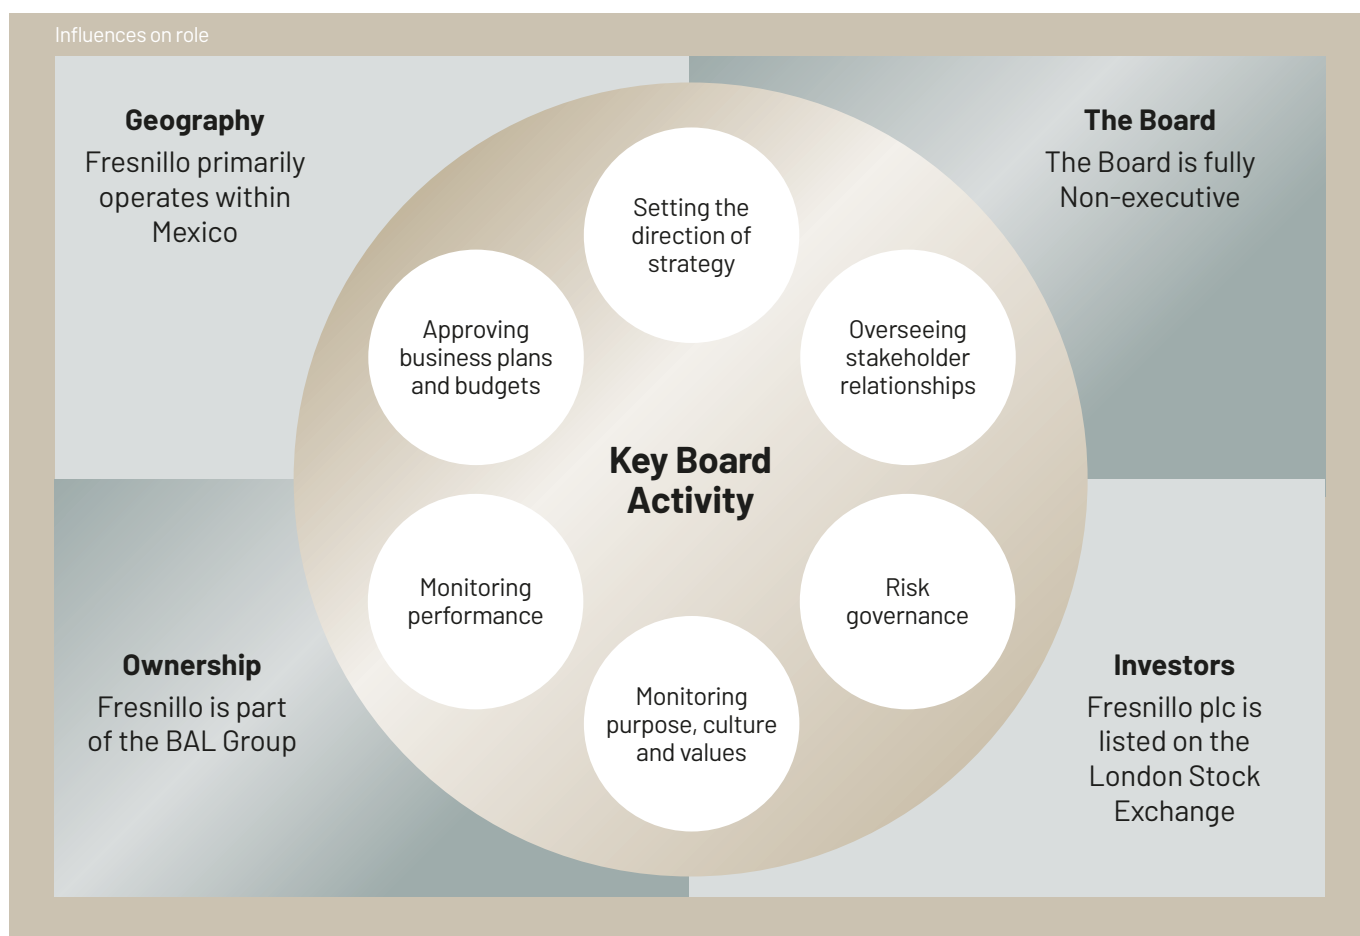 Influences on role
Geography
Fresnillo primarily
operates within
Mexico
The Board
The Board is fully
Non-executive
Setting the
direction of
strategy
Approving
business plans
and budgets
Overseeing
stakeholder
relationships
Key Board
Activity
Monitoring
performance
Risk
governance
Monitoring
purpose, culture
and values
Ownership
Fresnillo is part
of the BAL Group
Investors
Fresnillo plc is
listed on the
London Stock
Exchange